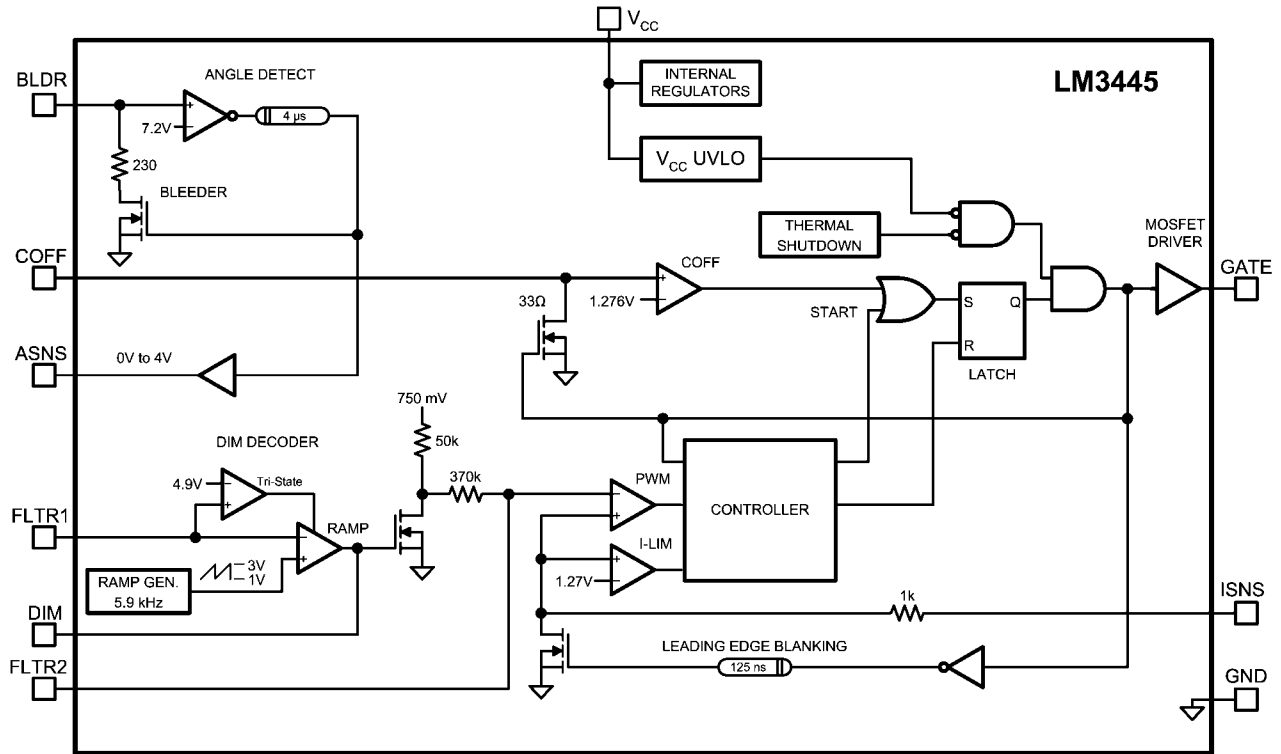 V_CC
LM3445
BLDR
ANGLE DETECT
INTERNAL
REGULATORS
4 µs
7.2V
230
V_CC UVLO
BLEEDER
THERMAL
SHUTDOWN
MOSFET
DRIVER
COFF
COFF
GATE
33Ω
1.276V
START
S
Q
R
LATCH
ASNS
0V to 4V
750 mV
50k
DIM DECODER
370k
4.9V
Tri-State
PWM
CONTROLLER
FLTR1
RAMP
I-LIM
3V
1V
1.27V
RAMP GEN.
5.9 kHz
1k
ISNS
DIM
LEADING EDGE BLANKING
125 ns
FLTR2
GND
+
−
+
−
−
+
−
+
−
+
+
−